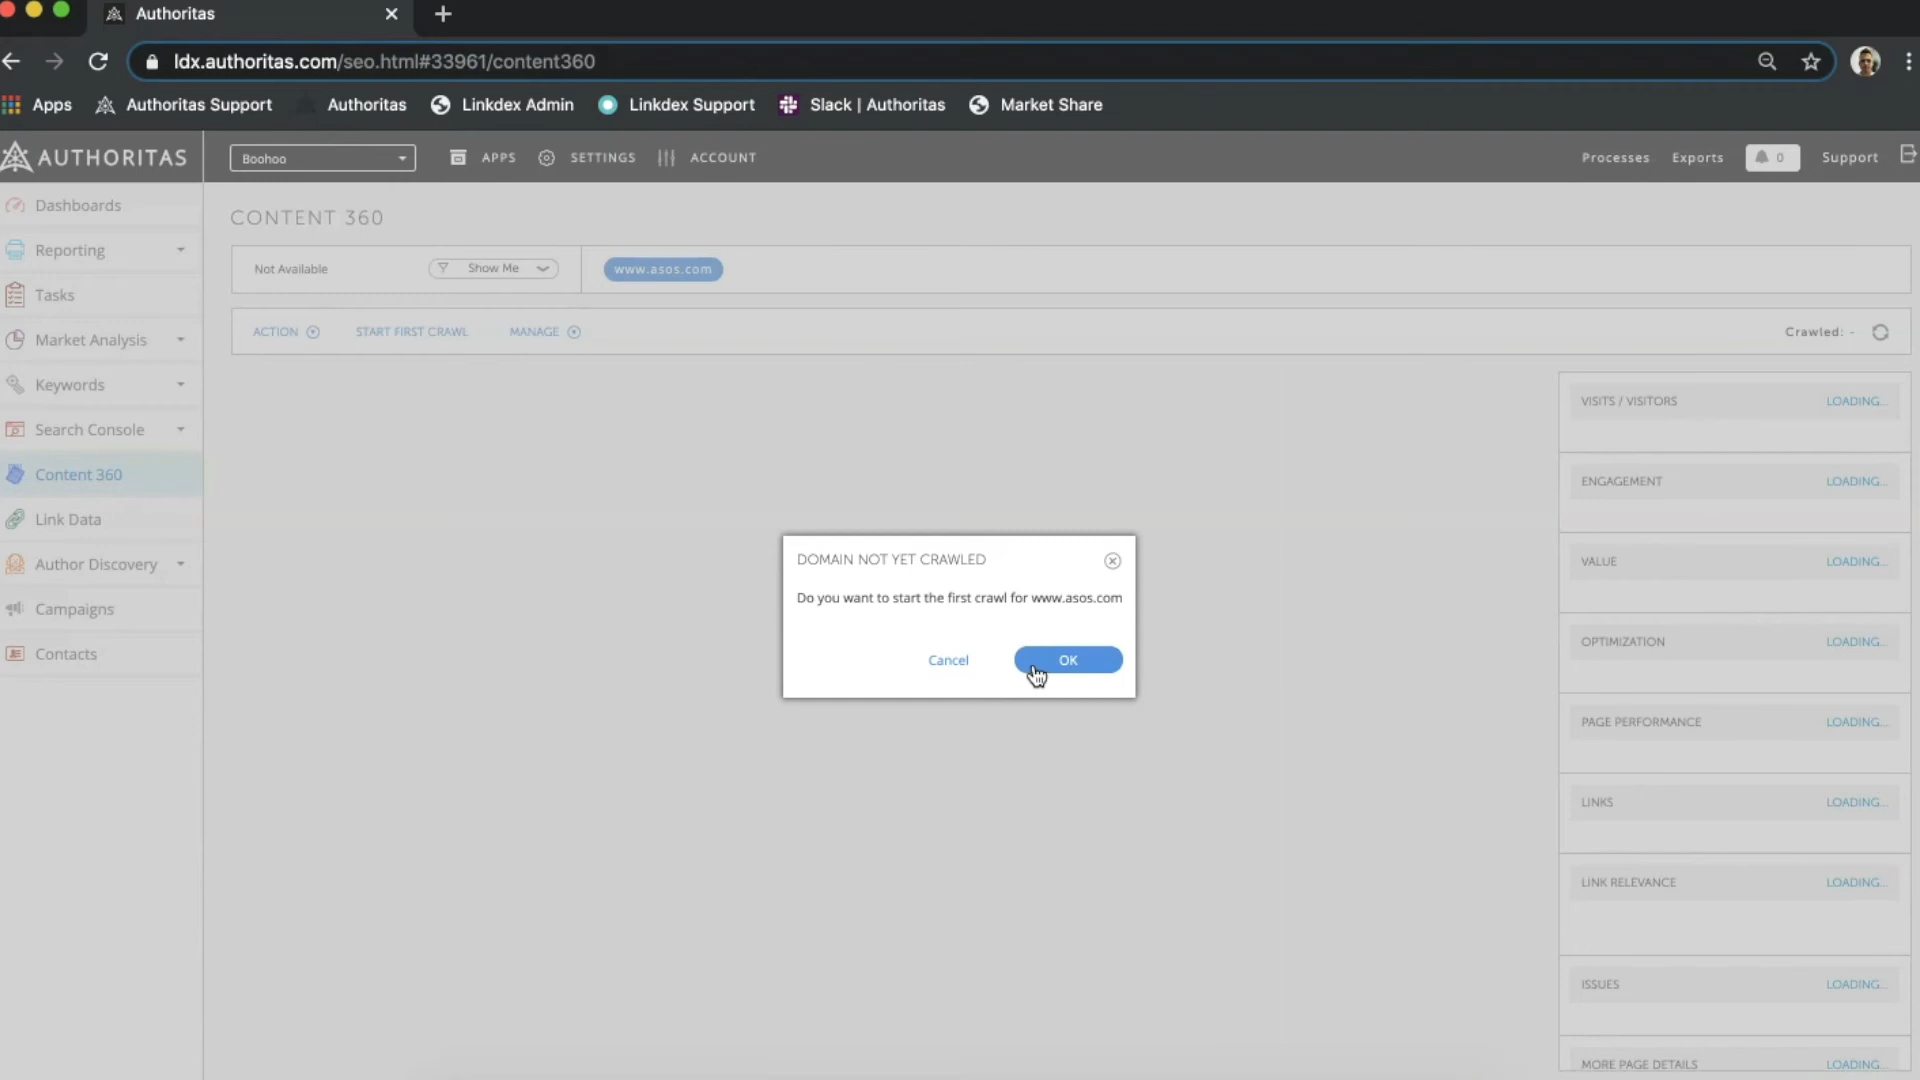 Authoritas
ldx.authoritas.com/seo.html#33961/content360
Apps Authoritas Support Authoritas Linkdex Admin Linkdex Support Slack | Authoritas Market Share
AUTHORITAS Boohoo APPS SETTINGS ACCOUNT Processes Exports 0 Support
Dashboards
Reporting
Tasks
Market Analysis
Keywords
Search Console
Content 360
Link Data
Author Discovery
Campaigns
Contacts
CONTENT 360
Not Available Show Me www.asos.com
ACTION START FIRST CRAWL MANAGE Crawled: -
DOMAIN NOT YET CRAWLED
Do you want to start the first crawl for www.asos.com
Cancel OK
VISITS / VISITORS LOADING...
ENGAGEMENT LOADING...
VALUE LOADING...
OPTIMIZATION LOADING...
PAGE PERFORMANCE LOADING...
LINKS LOADING...
LINK RELEVANCE LOADING...
ISSUES LOADING...
MORE PAGE DETAILS LOADING...